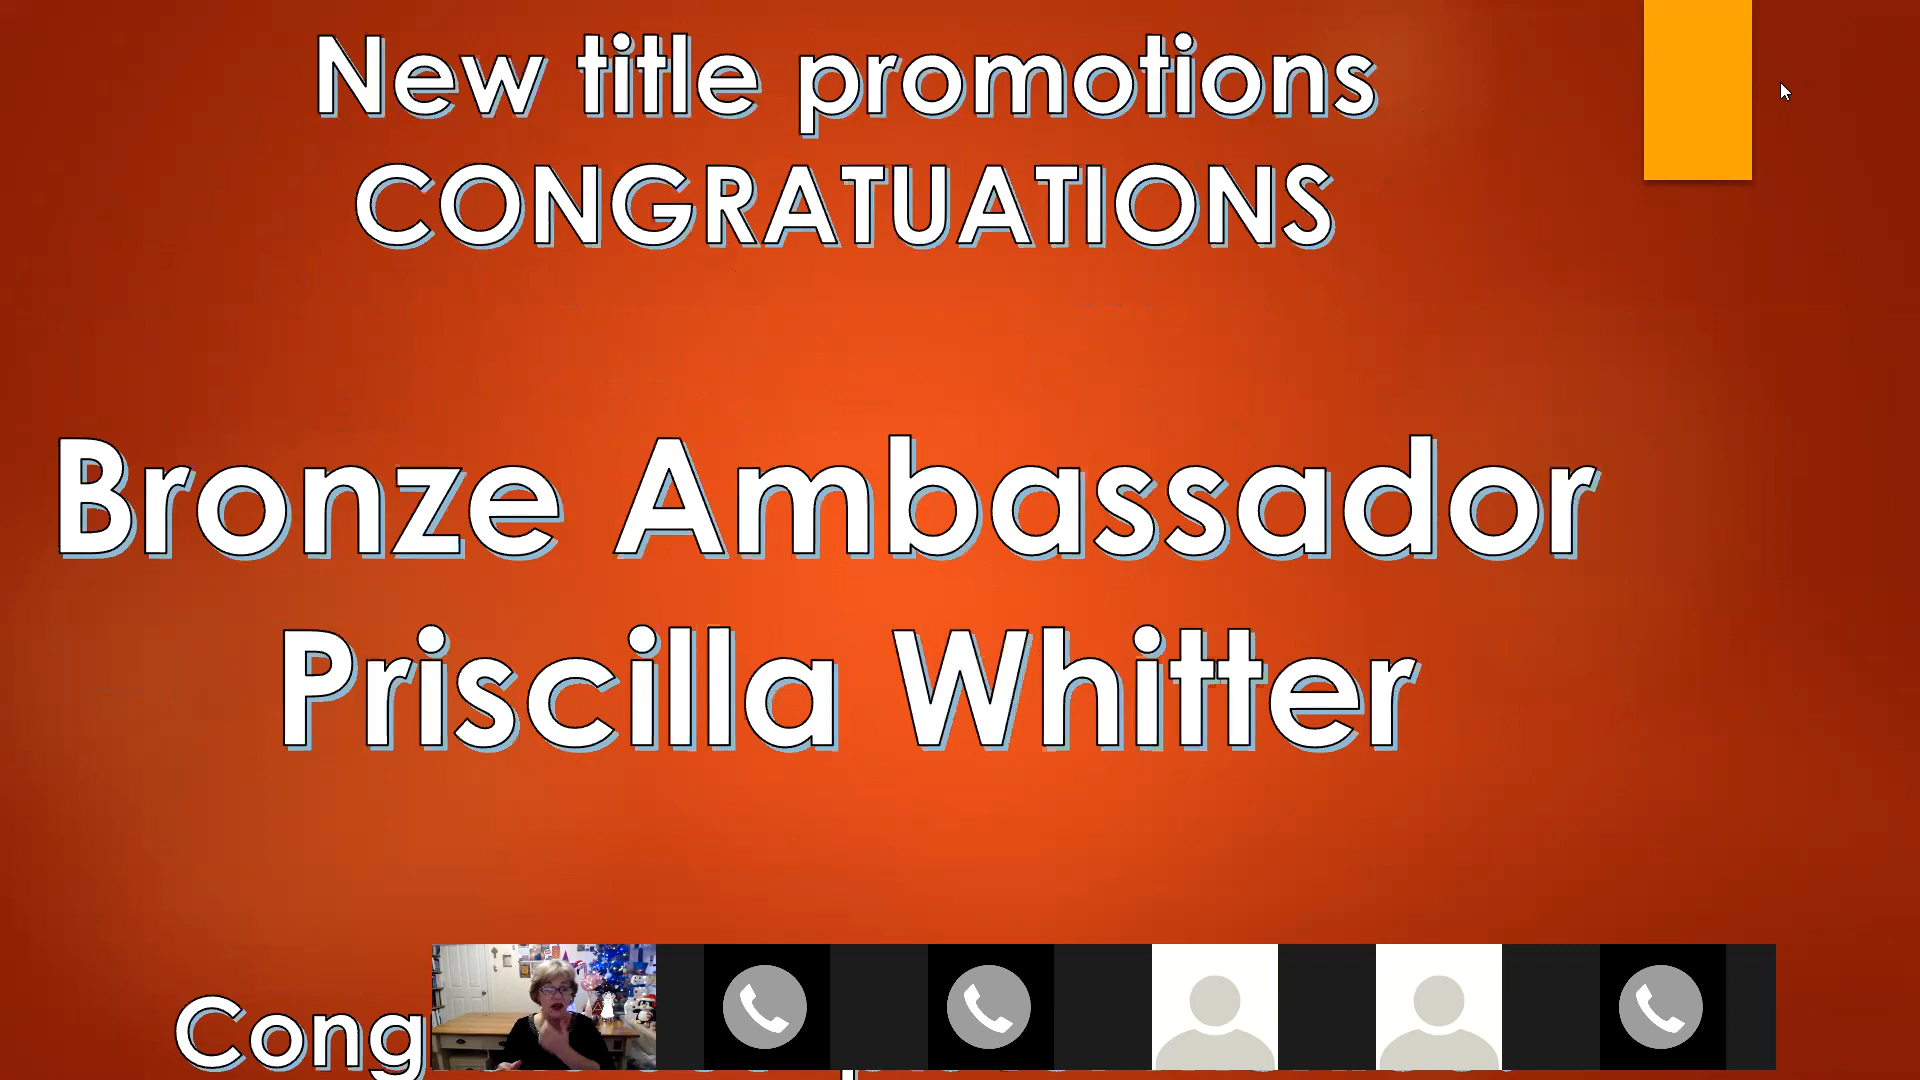 New title promotions
CONGRATUATIONS
Bronze Ambassador
Priscilla Whitter
Cong